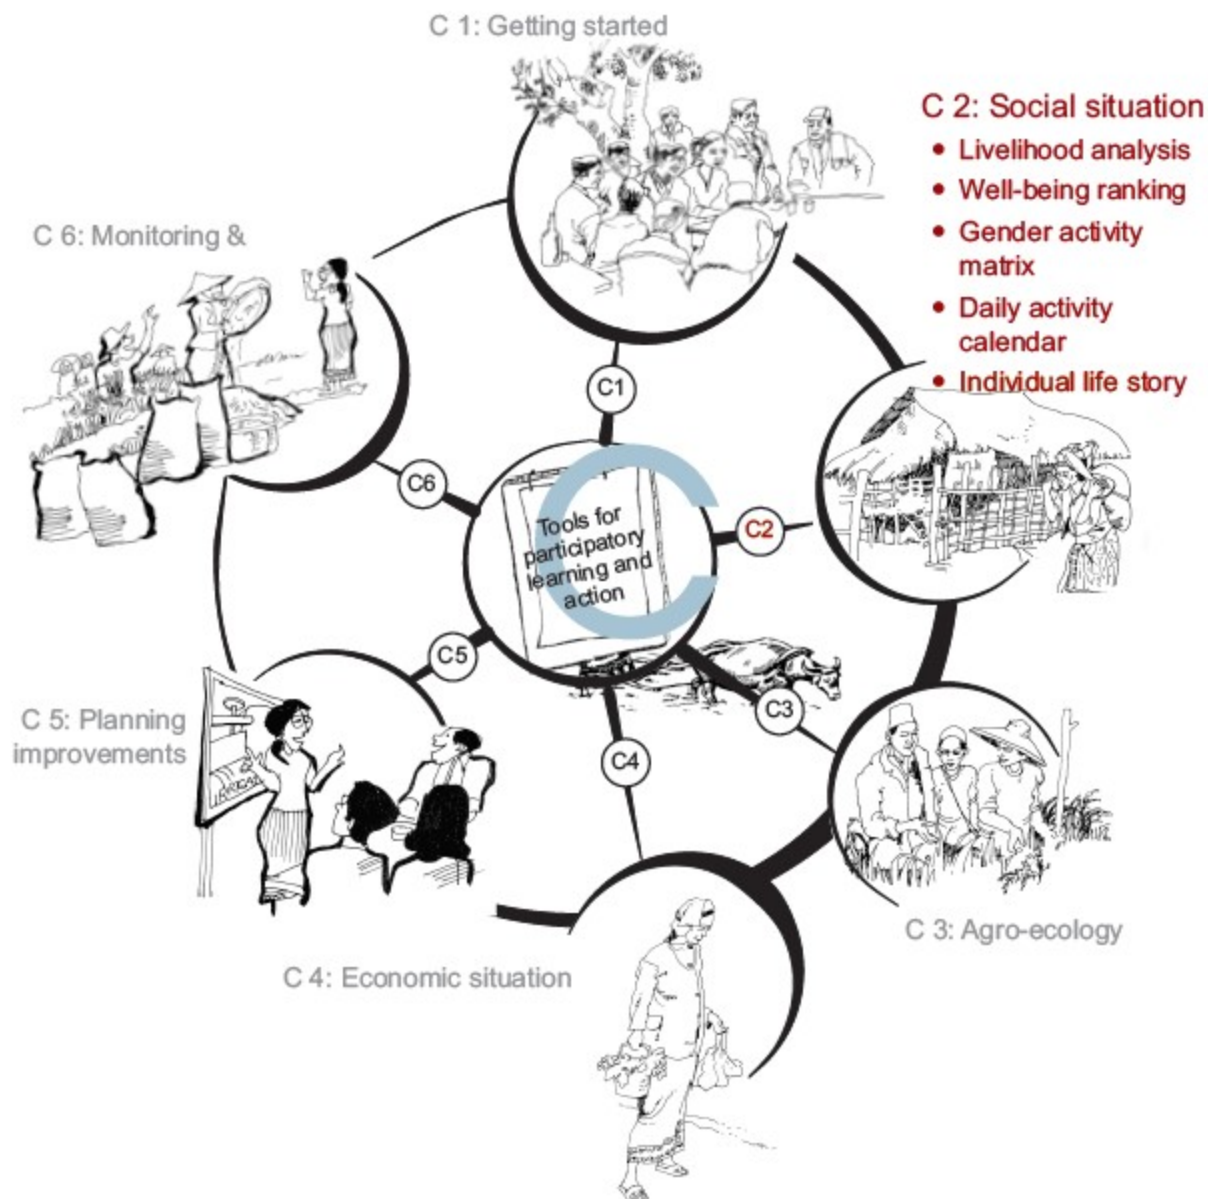 C 1: Getting started
C 2: Social situation
• Livelihood analysis
• Well-being ranking
• Gender activity
matrix
• Daily activity
calendar
• Individual life story
C 6: Monitoring &
C1
C6
C2
Tools for
participatory
learning and
action
C
C5
C3
C4
C 5: Planning
improvements
C 3: Agro-ecology
C 4: Economic situation